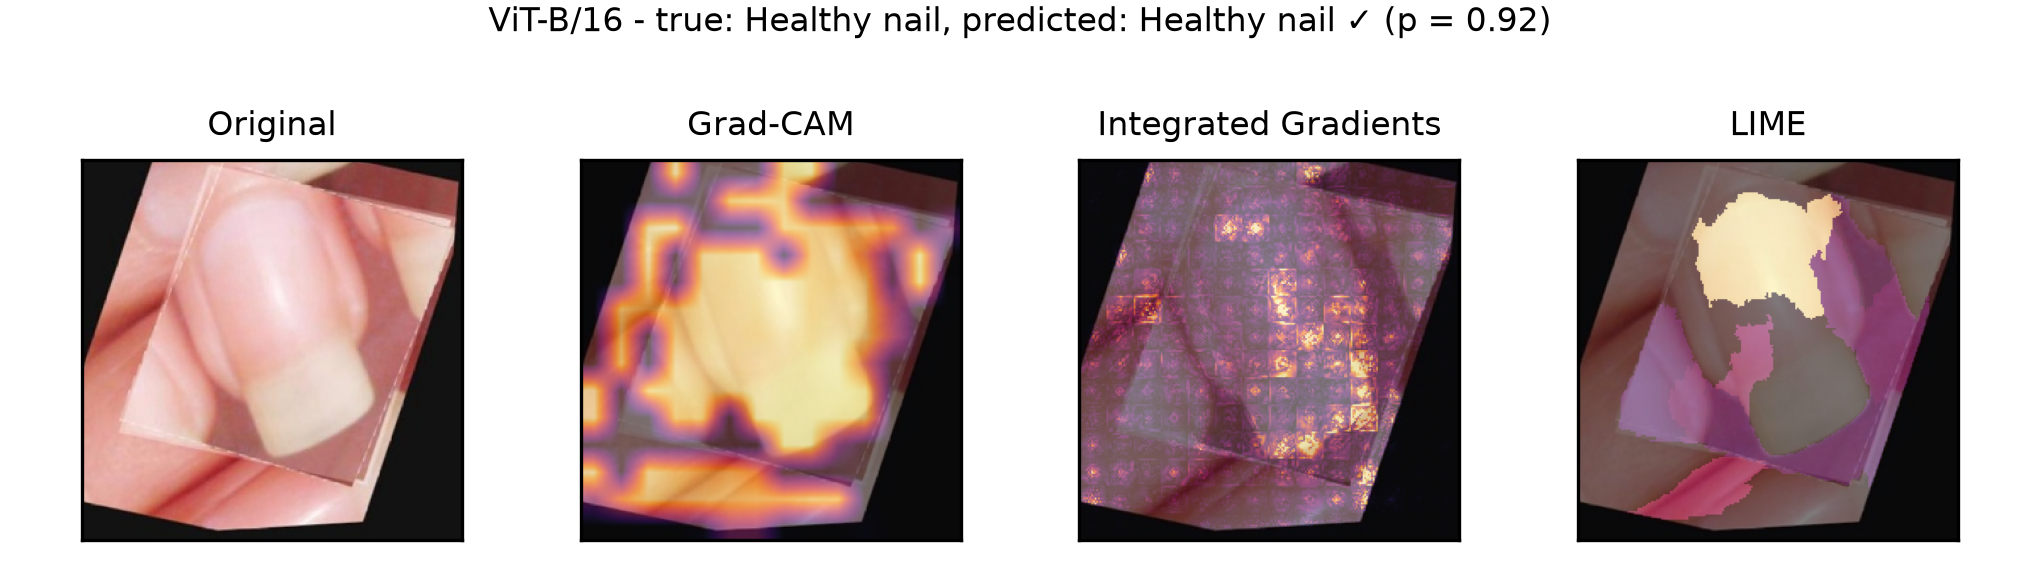 ViT-B/16 - true: Healthy nail, predicted: Healthy nail ✓ (p = 0.92)
Original
Grad-CAM
Integrated Gradients
LIME